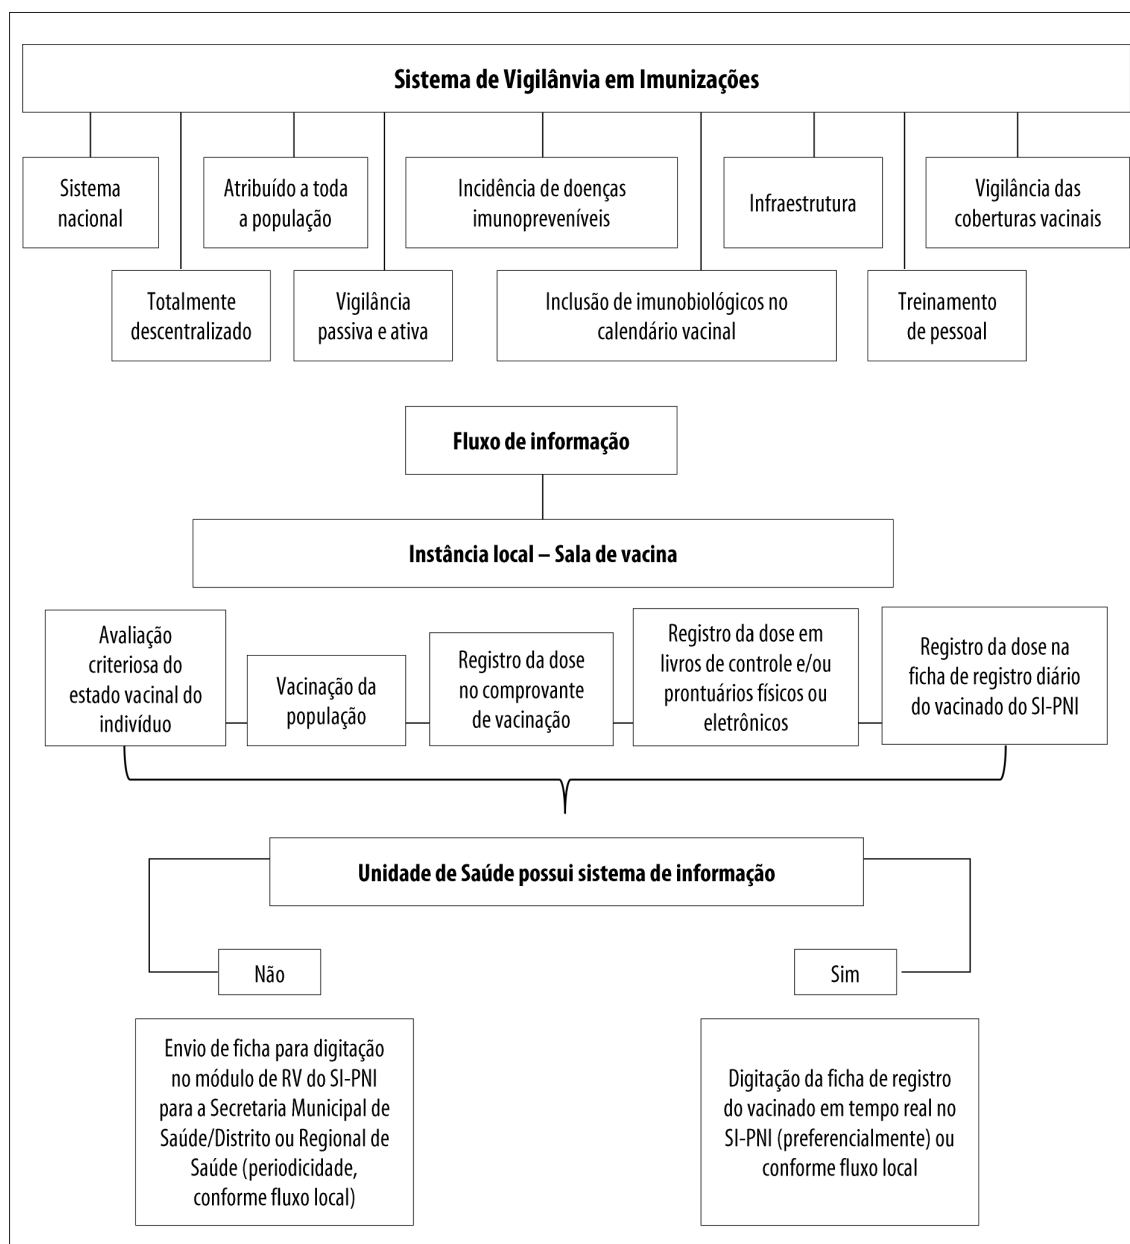 Sistema de Vigilânvia em Imunizações
Sistema
nacional
Atribuído a toda
a população
Incidência de doenças
imunopreveníveis
Infraestrutura
Vigilância das
coberturas vacinais
Totalmente
descentralizado
Vigilância
passiva e ativa
Inclusão de imunobiológicos no
calendário vacinal
Treinamento
de pessoal
Fluxo de informação
Instância local – Sala de vacina
Avaliação
criteriosa do
estado vacinal do
indivíduo
Vacinação da
população
Registro da dose
no comprovante
de vacinação
Registro da dose em
livros de controle e/ou
prontuários físicos ou
eletrônicos
Registro da dose na
ficha de registro diário
do vacinado do SI-PNI
Unidade de Saúde possui sistema de informação
Não
Sim
Envio de ficha para digitação
no módulo de RV do SI-PNI
para a Secretaria Municipal de
Saúde/Distrito ou Regional de
Saúde (periodicidade,
conforme fluxo local)
Digitação da ficha de registro
do vacinado em tempo real no
SI-PNI (preferencialmente) ou
conforme fluxo local